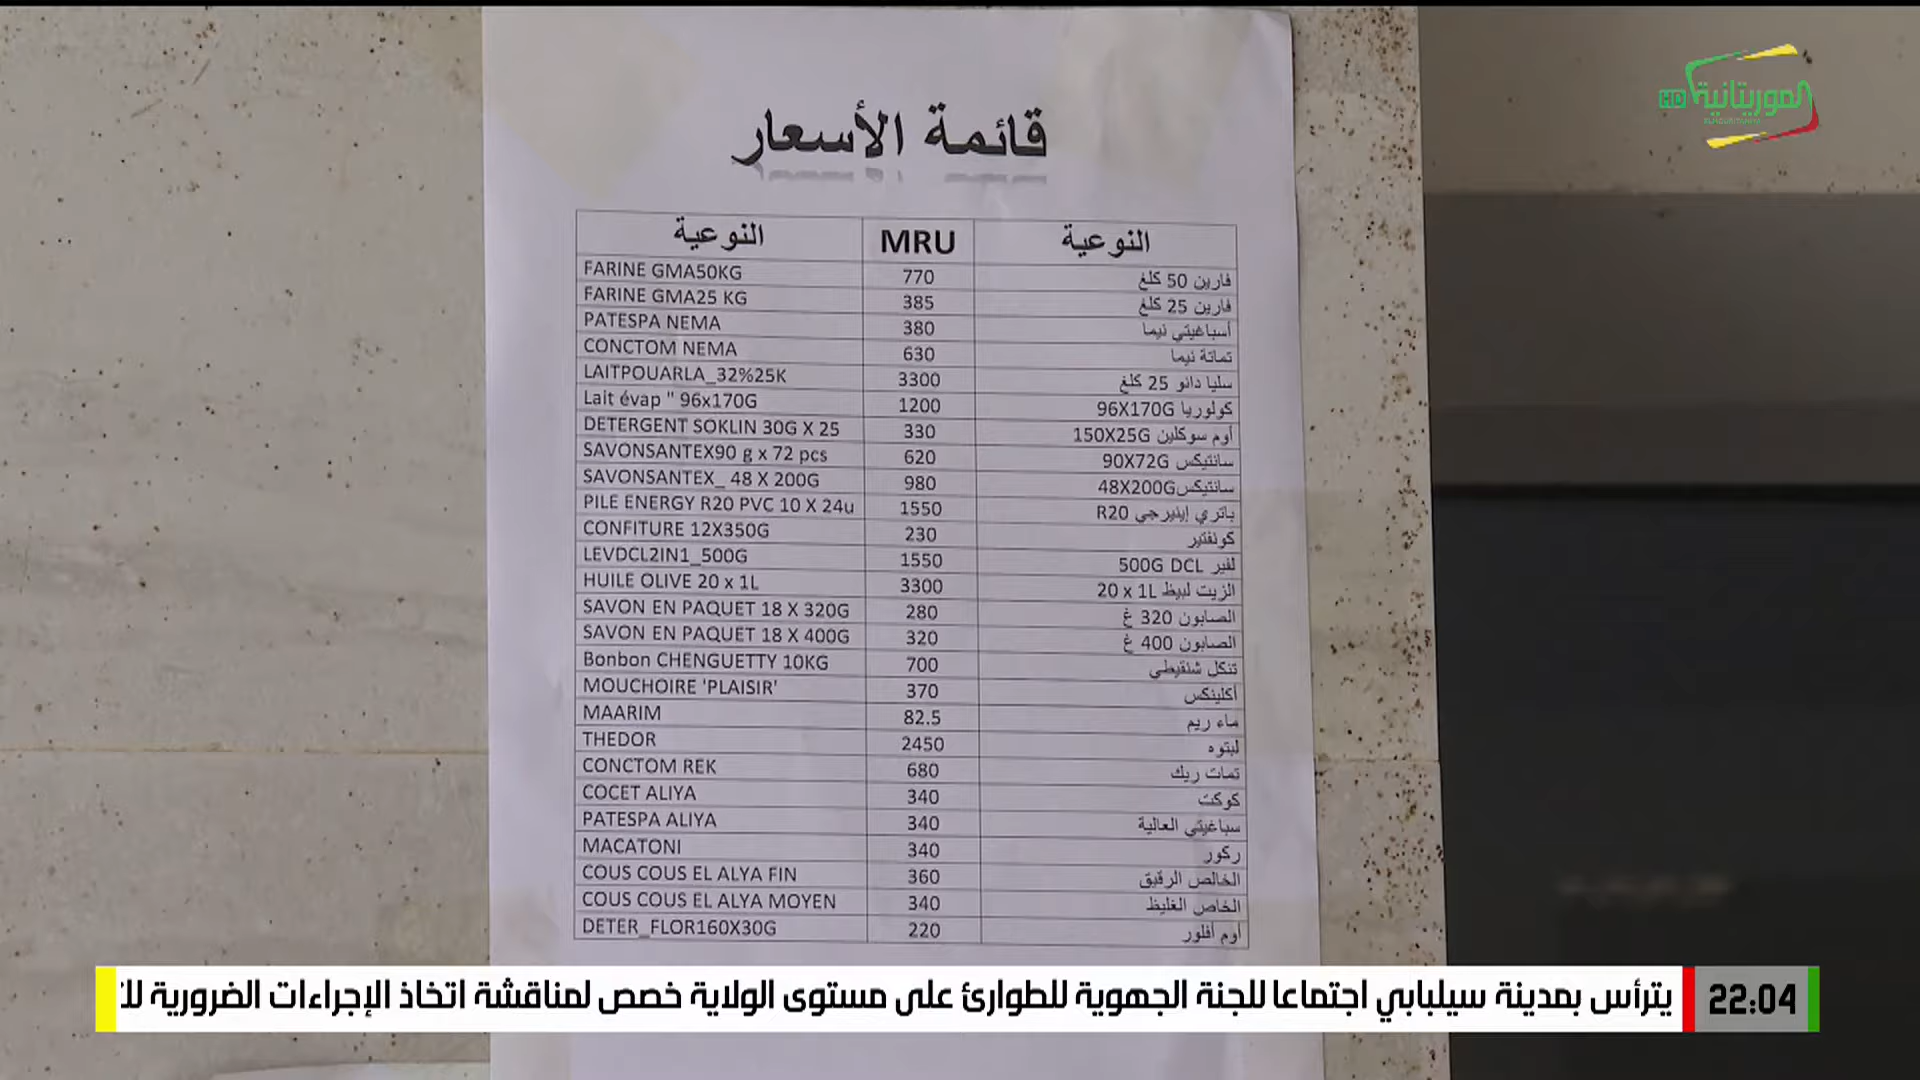 الموريتانية
HD
قائمة الأسعار
النوعية MRU النوعية
FARINE GMA50KG 770 فارين 50 كلغ
FARINE GMA25 KG 385 فارين 25 كلغ
PATESPA NEMA 380 أسباغيتي نيما
CONCTOM NEMA 630 تماتة نيما
LAITPOUARLA_32%25K 3300 سليا دانو 25 كلغ
Lait évap " 96x170G 1200 كولوريا 96X170G
DETERGENT SOKLIN 30G X 25 330 أوم سوكلين 150X25G
SAVONSANTEX90 g x 72 pcs 620 سانتيكس 90X72G
SAVONSANTEX_ 48 X 200G 980 سانتيكس48X200G
PILE ENERGY R20 PVC 10 X 24u 1550 باتري إينيرجي R20
CONFITURE 12X350G 230 كونفتير
LEVDCL2IN1_500G 1550 لفير 500G DCL
HUILE OLIVE 20 x 1L 3300 الزيت لبيظ 20 x 1L
SAVON EN PAQUET 18 X 320G 280 الصابون 320 غ
SAVON EN PAQUET 18 X 400G 320 الصابون 400 غ
Bonbon CHENGUETTY 10KG 700 تنكل شنقيطي
MOUCHOIRE 'PLAISIR' 370 أكلينكس
MAARIM 82.5 ماء ريم
THEDOR 2450 لبتوه
CONCTOM REK 680 تمات ريك
COCET ALIYA 340 كوكت
PATESPA ALIYA 340 سباغيتي العالية
MACATONI 340 ركور
COUS COUS EL ALYA FIN 360 الخالص الرقيق
COUS COUS EL ALYA MOYEN 340 الخاص الغليظ
DETER_FLOR160X30G 220 أوم أفلور
22:04 يترأس بمدينة سيلبابي اجتماعا للجنة الجهوية للطوارئ على مستوى الولاية خصص لمناقشة اتخاذ الإجراءات الضرورية